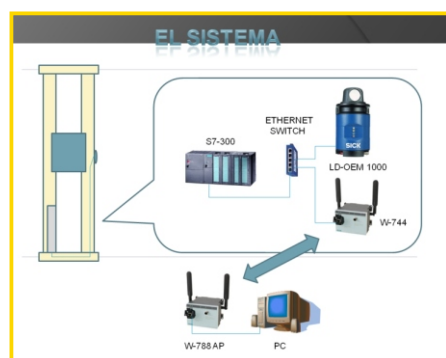 EL SISTEMA
ETHERNET
SWITCH
S7-300
SICK
LD-OEM 1000
W-744
W-788 AP
PC